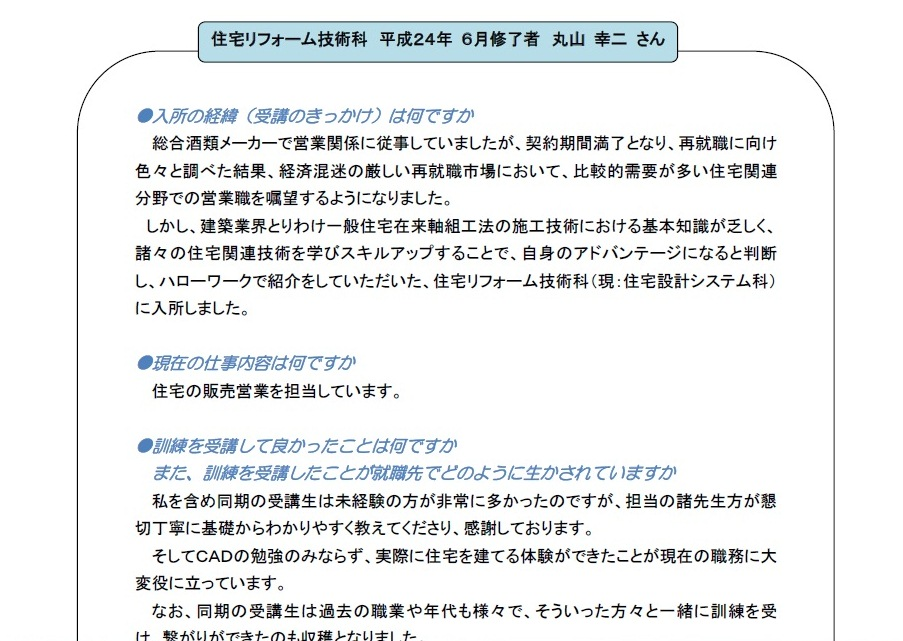 住宅リフォーム技術科　平成24年 6月修了者　丸山 幸二 さん
●入所の経緯（受講のきっかけ）は何ですか
総合酒類メーカーで営業関係に従事していましたが、契約期間満了となり、再就職に向け
色々と調べた結果、経済混迷の厳しい再就職市場において、比較的需要が多い住宅関連
分野での営業職を嘱望するようになりました。
しかし、建築業界とりわけ一般住宅在来軸組工法の施工技術における基本知識が乏しく、
諸々の住宅関連技術を学びスキルアップすることで、自身のアドバンテージになると判断
し、ハローワークで紹介をしていただいた、住宅リフォーム技術科（現：住宅設計システム科）
に入所しました。
●現在の仕事内容は何ですか
住宅の販売営業を担当しています。
●訓練を受講して良かったことは何ですか
また、訓練を受講したことが就職先でどのように生かされていますか
私を含め同期の受講生は未経験の方が非常に多かったのですが、担当の諸先生方が懇
切丁寧に基礎からわかりやすく教えてくださり、感謝しております。
そしてCADの勉強のみならず、実際に住宅を建てる体験ができたことが現在の職務に大
変役に立っています。
なお、同期の受講生は過去の職業や年代も様々で、そういった方々と一緒に訓練を受
け、繋がりができたのも収穫となりました。